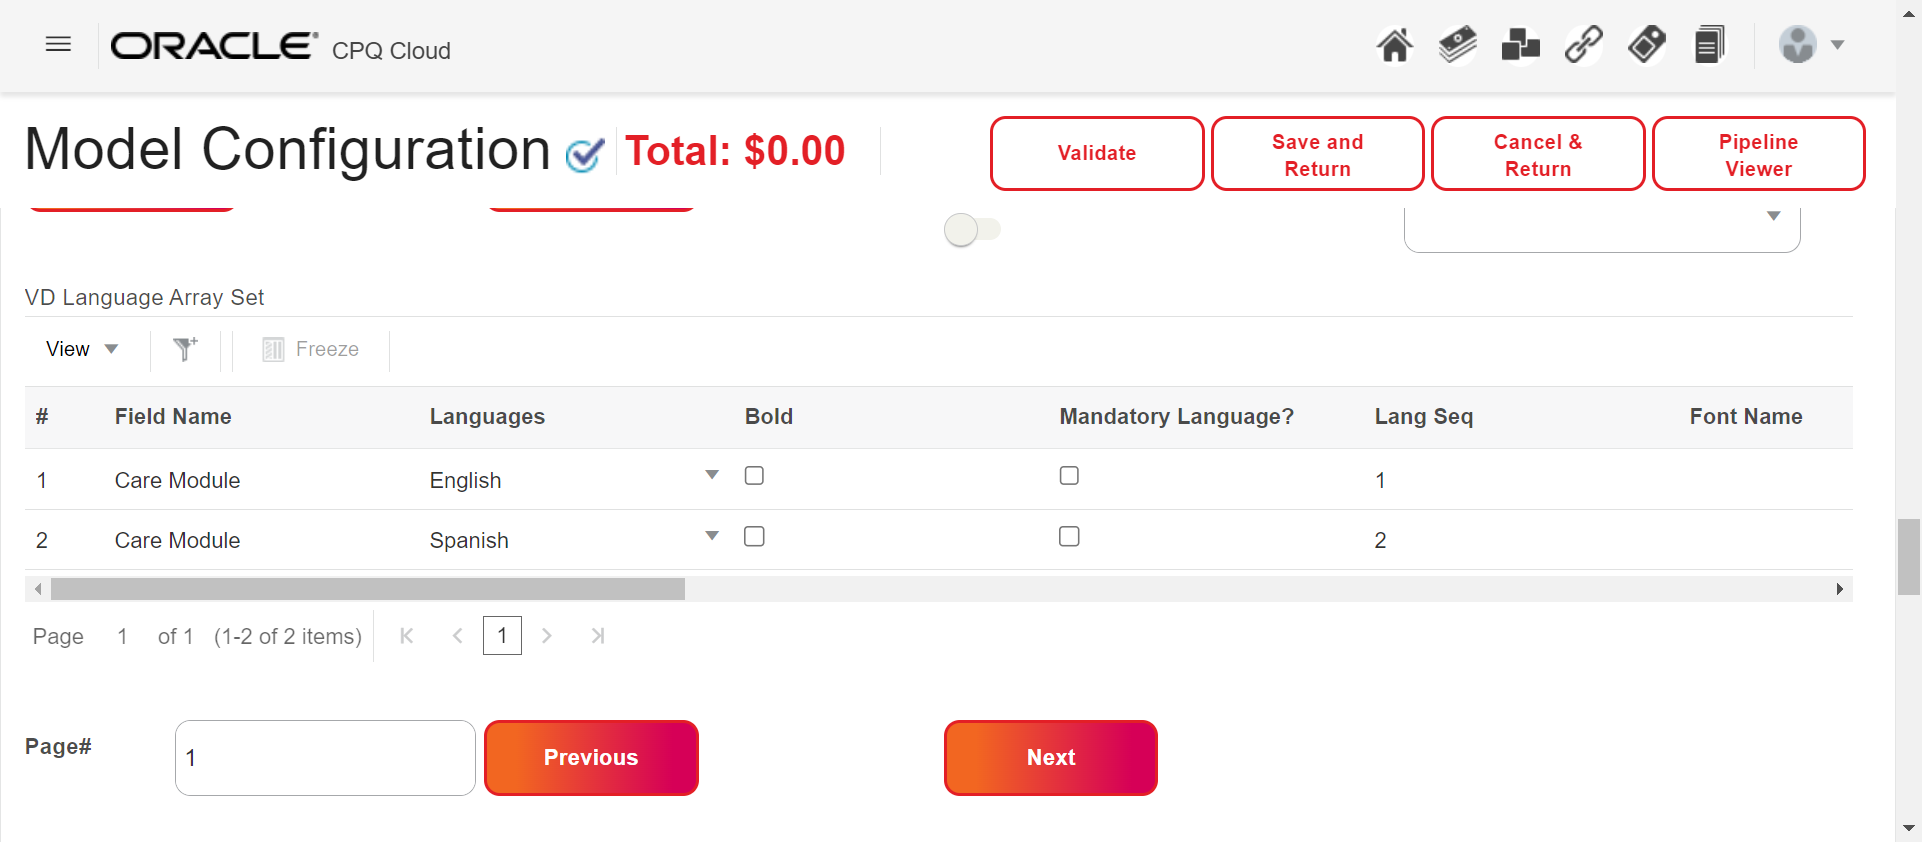 ORACLE® CPQ Cloud
Model Configuration Total: $0.00
Validate
Save and
Return
Cancel &
Return
Pipeline
Viewer
VD Language Array Set
View Freeze
# Field Name Languages Bold Mandatory Language? Lang Seq Font Name
1 Care Module English 1
2 Care Module Spanish 2
Page 1 of 1 (1-2 of 2 items) 1
Page# 1 Previous Next